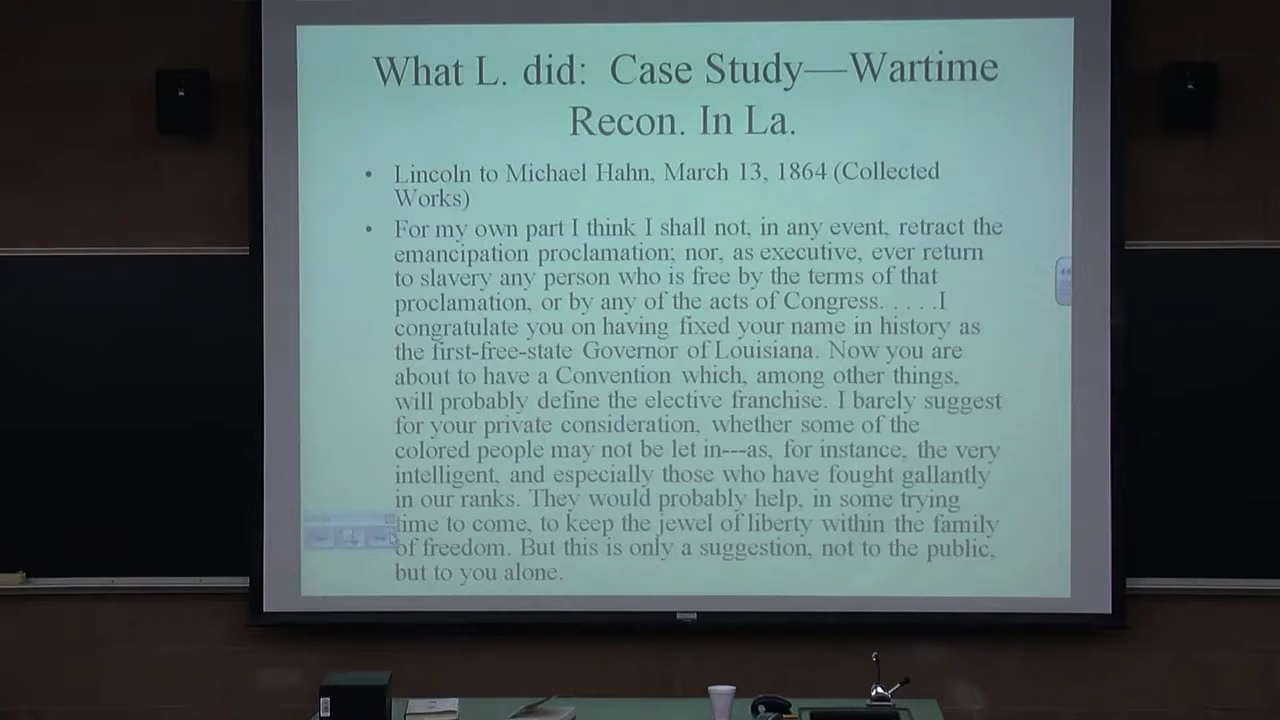 What L. did: Case Study—Wartime
Recon. In La.
• Lincoln to Michael Hahn, March 13, 1864 (Collected
Works)
• For my own part I think I shall not, in any event, retract the
emancipation proclamation; nor, as executive, ever return
to slavery any person who is free by the terms of that
proclamation, or by any of the acts of Congress. . . . .I
congratulate you on having fixed your name in history as
the first-free-state Governor of Louisiana. Now you are
about to have a Convention which, among other things,
will probably define the elective franchise. I barely suggest
for your private consideration, whether some of the
colored people may not be let in---as, for instance, the very
intelligent, and especially those who have fought gallantly
in our ranks. They would probably help, in some trying
time to come, to keep the jewel of liberty within the family
of freedom. But this is only a suggestion, not to the public,
but to you alone.